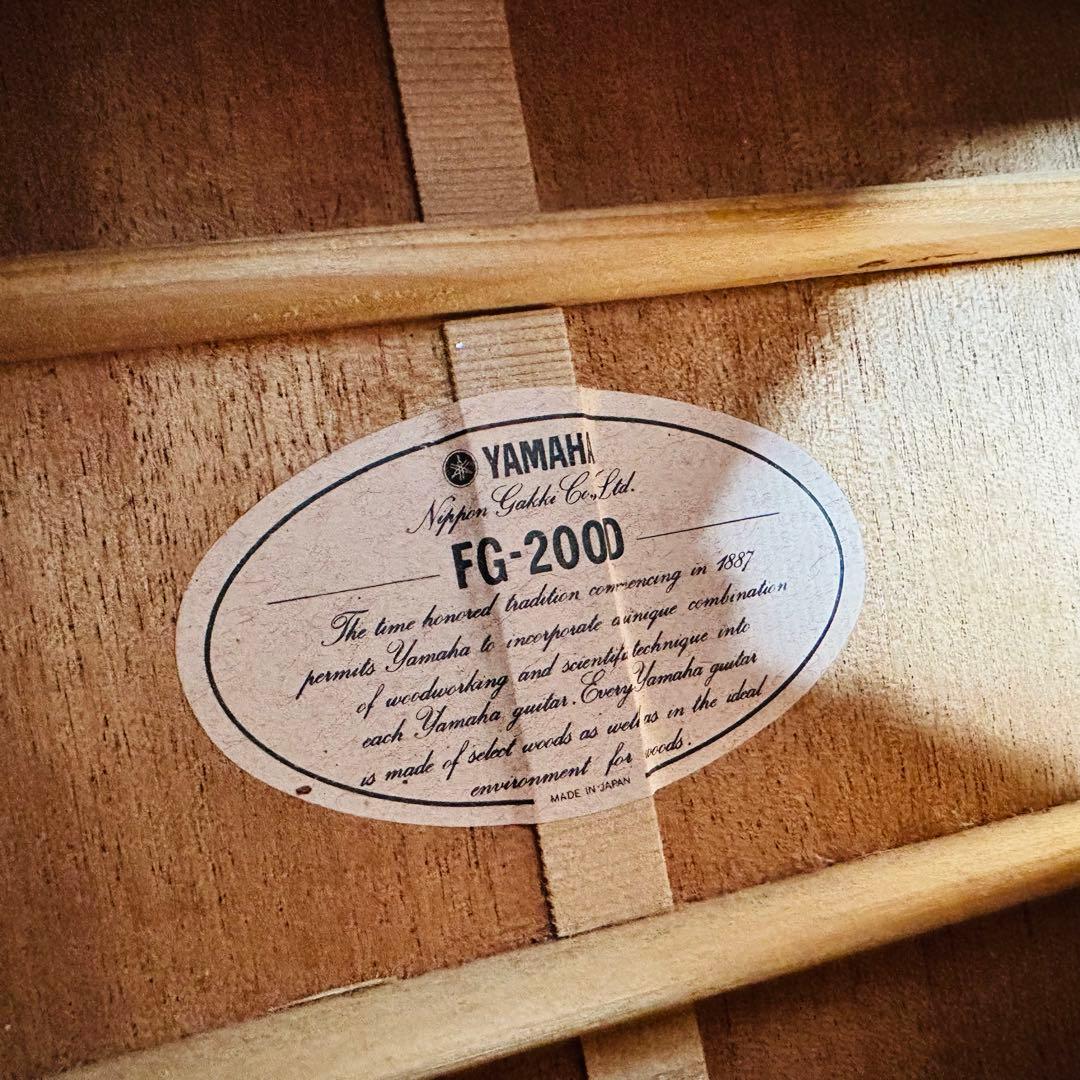 YAMAHA
Nippon Gakki Co., Ltd.
FG-200D
The time honored tradition commencing in 1887
permits Yamaha to incorporate a unique combination
of woodworking and scientific technique into
each Yamaha guitar. Every Yamaha guitar
is made of select woods as well as in the ideal
environment for woods.
MADE IN JAPAN